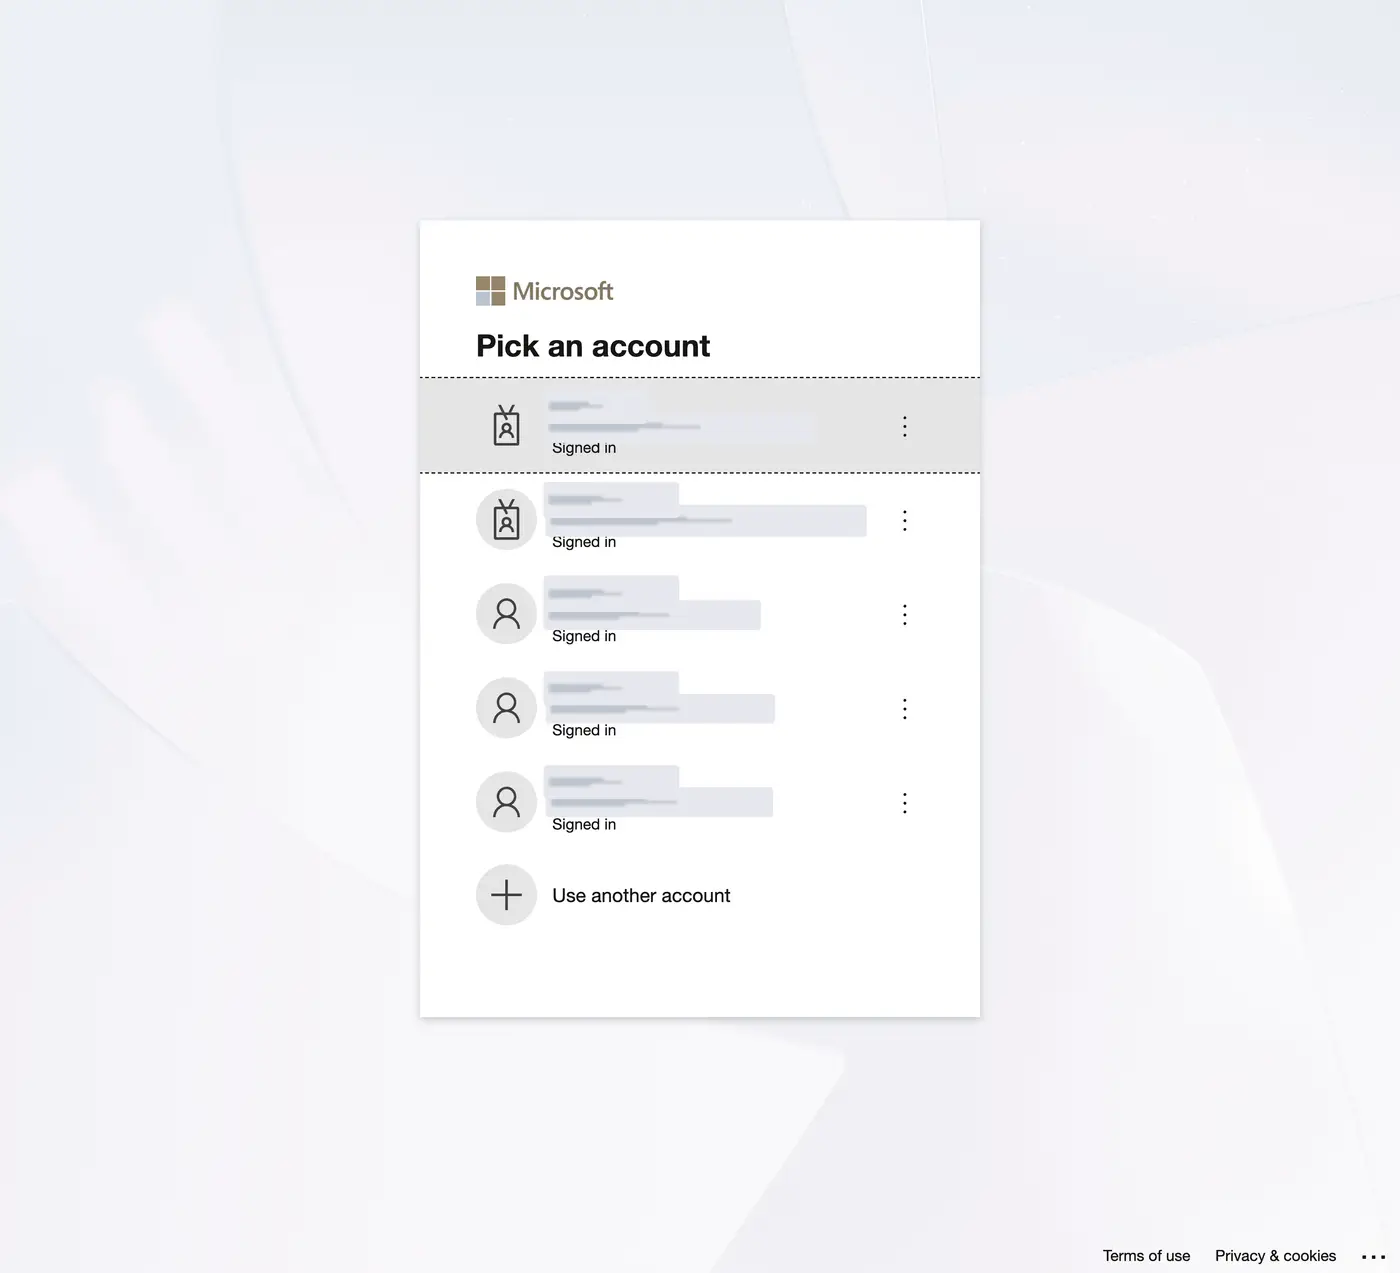 Microsoft
Pick an account
Signed in
Signed in
Signed in
Signed in
Signed in
Use another account
Terms of use Privacy & cookies